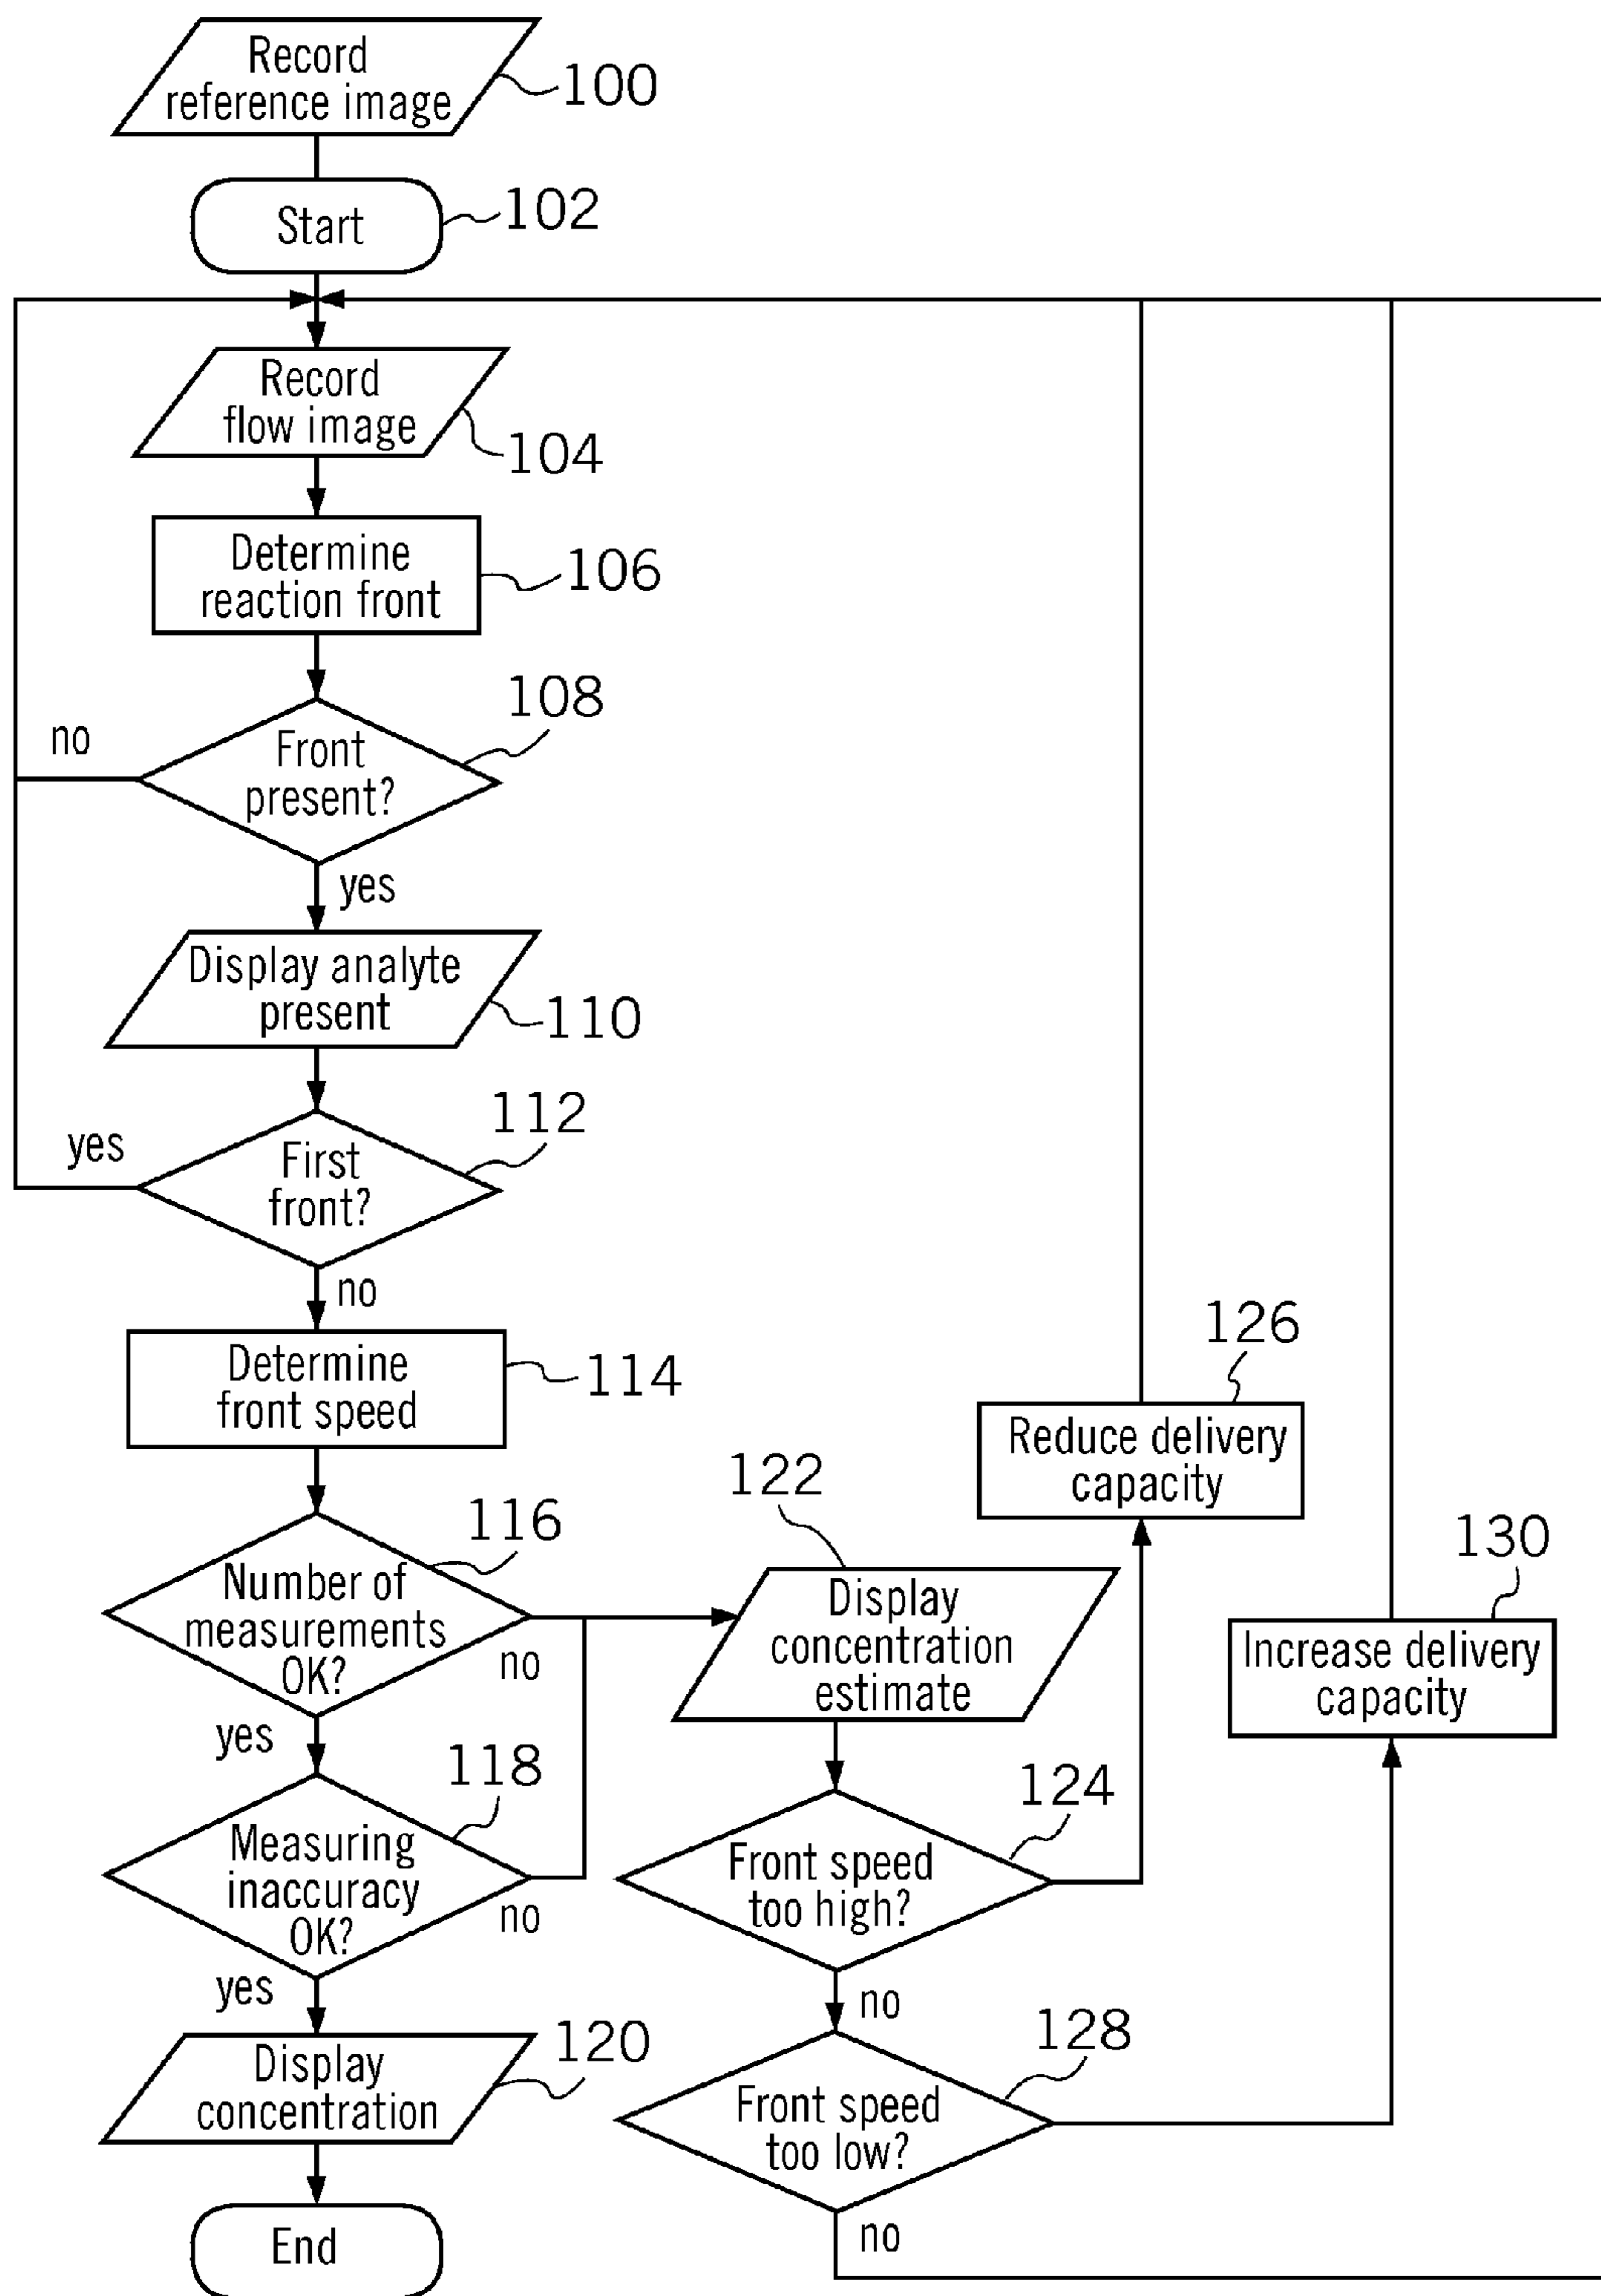 Record
reference image
100
Start
102
Record
flow image
104
Determine
reaction front
106
108
Front
present?
no
yes
Display analyte
present
110
112
First
front?
yes
no
Determine
front speed
114
116
Number of
measurements
OK?
no
yes
118
Measuring
inaccuracy
OK?
no
yes
Display
concentration
120
End
122
Display
concentration
estimate
124
Front speed
too high?
no
126
Reduce delivery
capacity
128
Front speed
too low?
no
130
Increase delivery
capacity